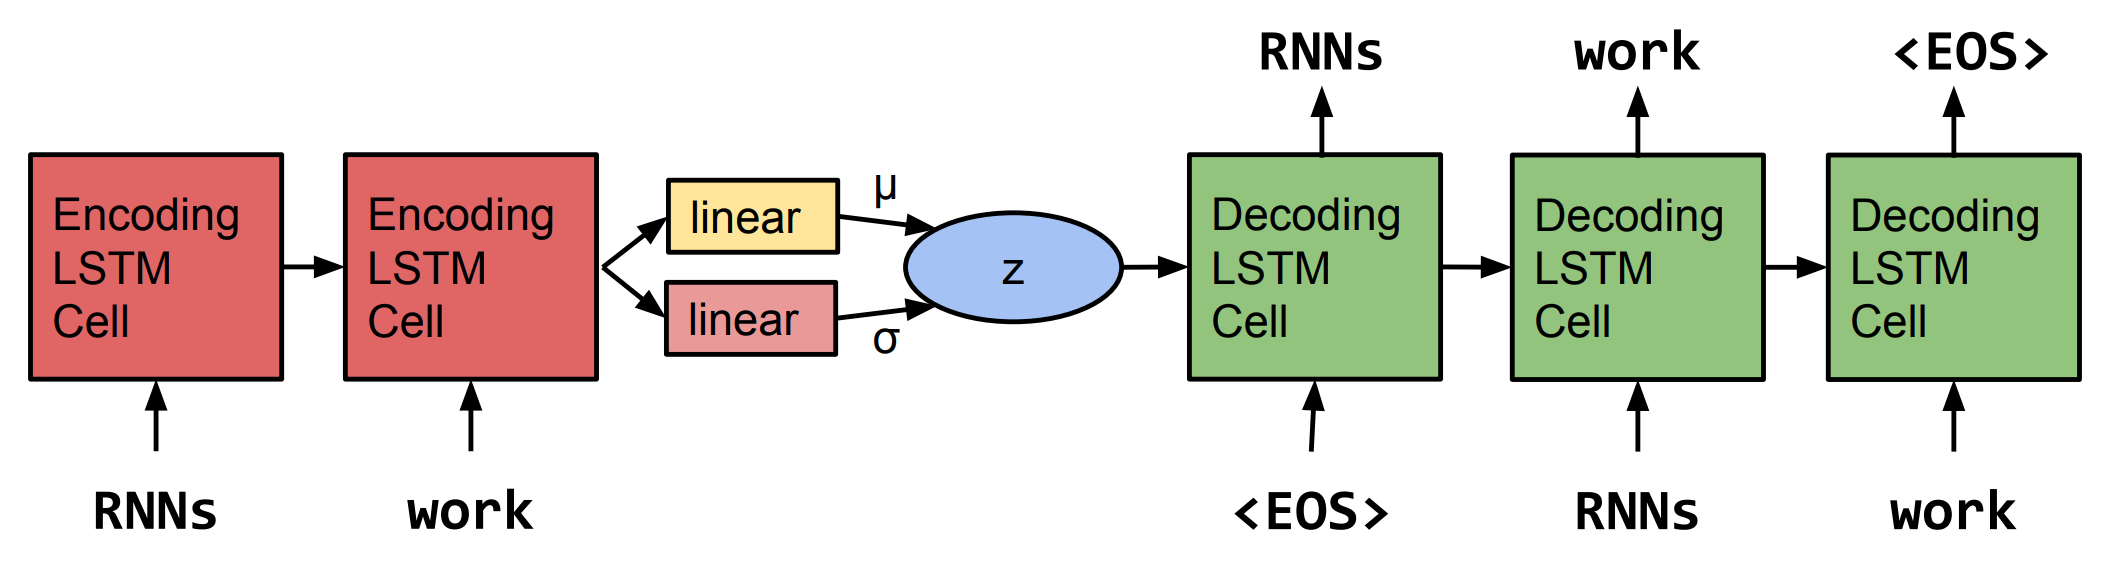 RNNs
work
<EOS>
Encoding
LSTM
Cell
Encoding
LSTM
Cell
linear
linear
μ
σ
z
Decoding
LSTM
Cell
Decoding
LSTM
Cell
Decoding
LSTM
Cell
RNNs
work
<EOS>
RNNs
work